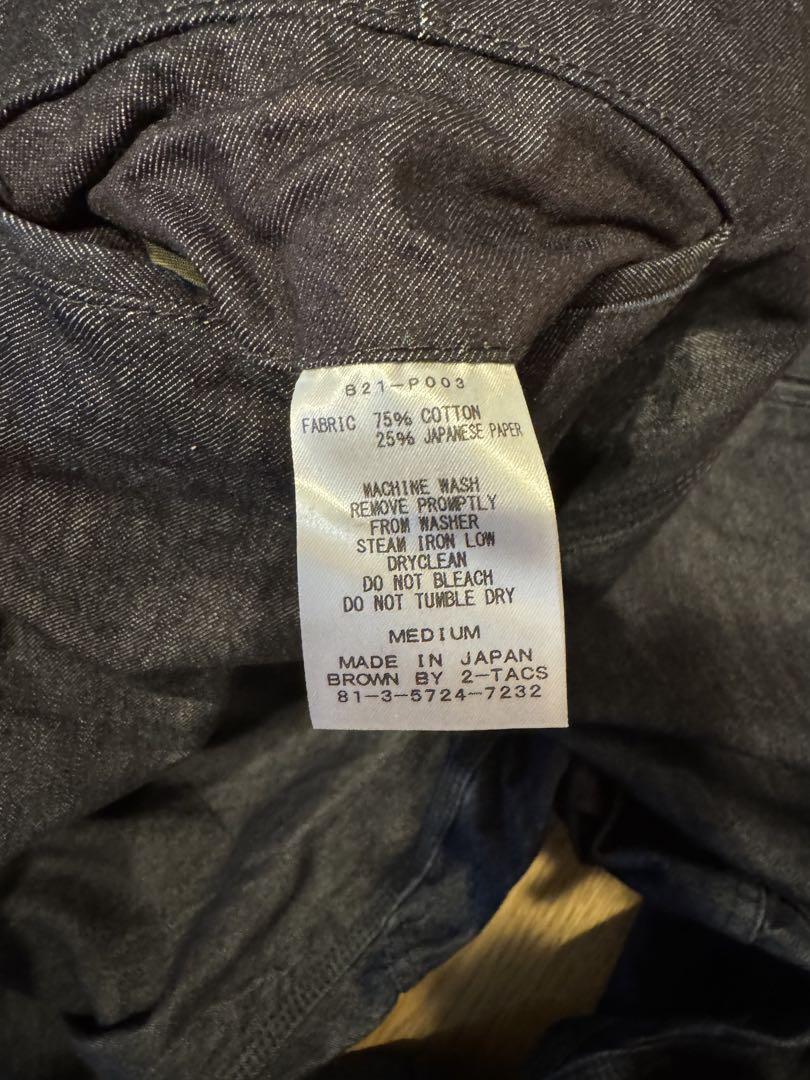 B21-P003
FABRIC 75% COTTON
25% JAPANESE PAPER
MACHINE WASH
REMOVE PROMPTLY
FROM WASHER
STEAM IRON LOW
DRYCLEAN
DO NOT BLEACH
DO NOT TUMBLE DRY
MEDIUM
MADE IN JAPAN
BROWN BY 2-TACS
81-3-5724-7232